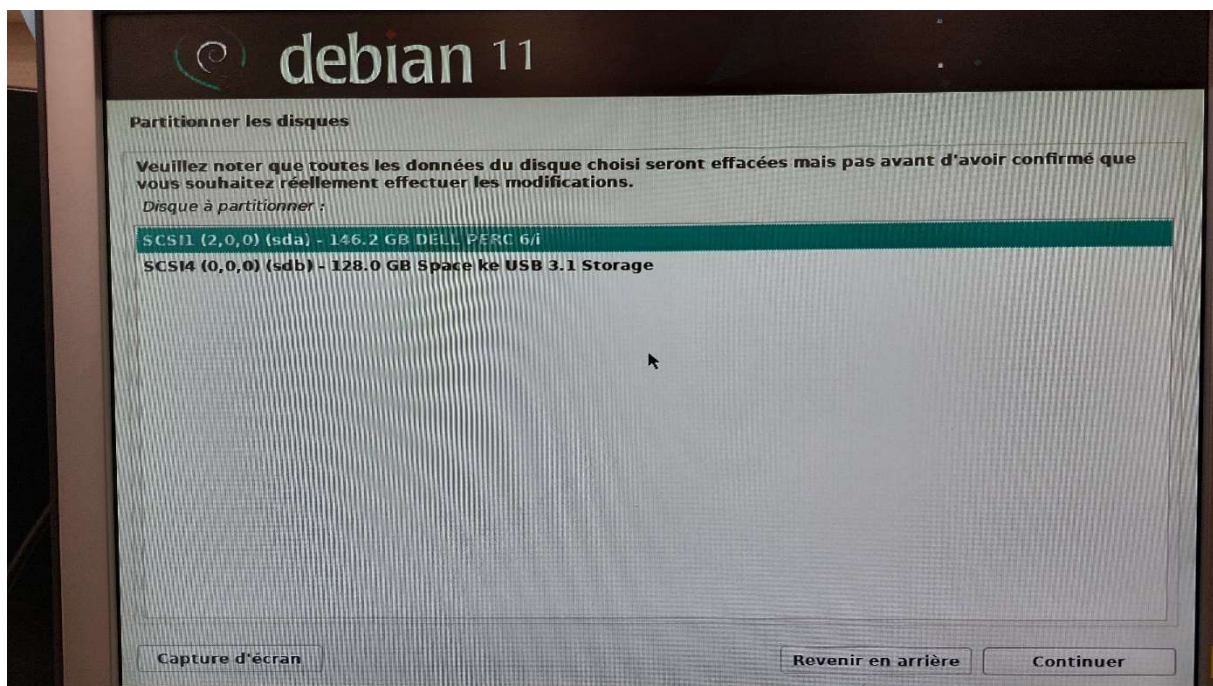 debian 11
Partitionner les disques
Veuillez noter que toutes les données du disque choisi seront effacées mais pas avant d'avoir confirmé que
vous souhaitez réellement effectuer les modifications.
Disque à partitionner :
SCSI1 (2,0,0) (sda) - 146.2 GB DELL PERC 6/i
SCSI4 (0,0,0) (sdb) - 128.0 GB Space ke USB 3.1 Storage
Capture d'écran
Revenir en arrière
Continuer